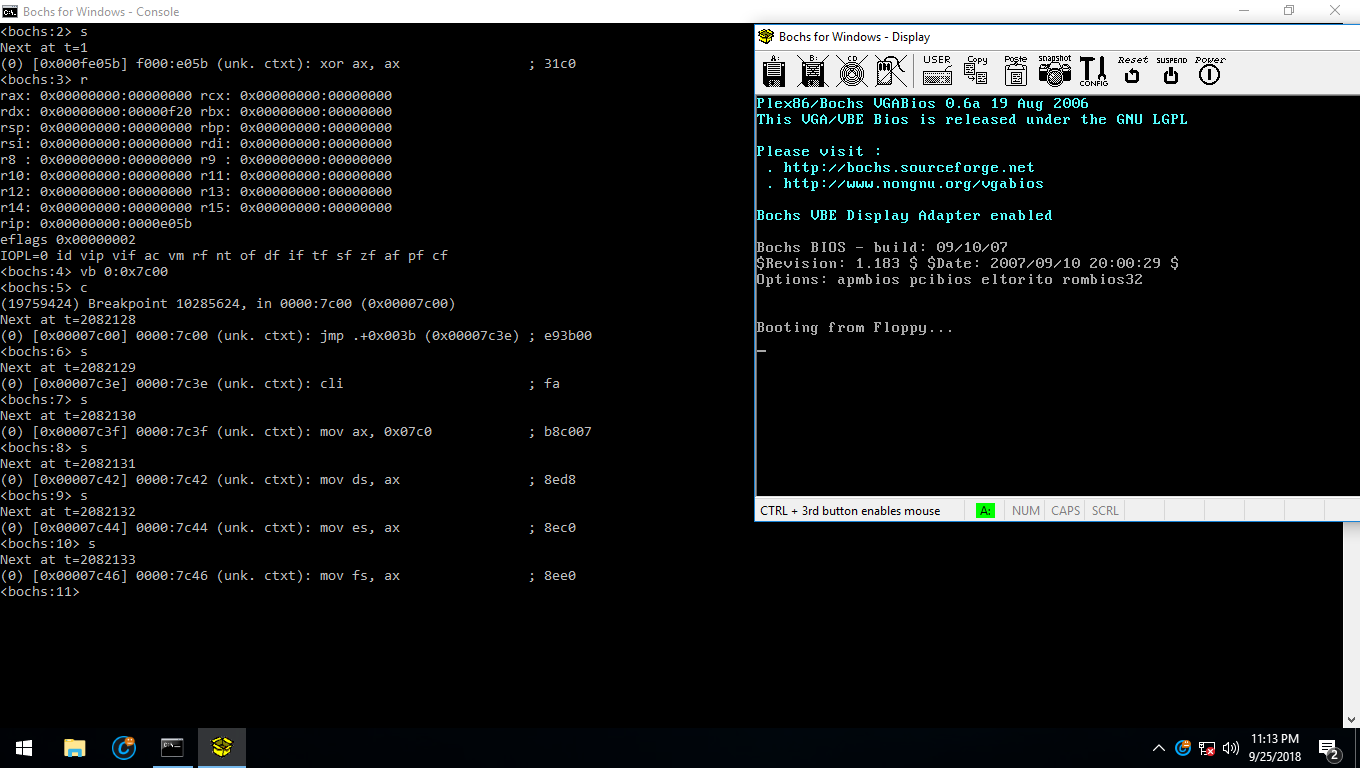 Bochs for Windows - Console
<bochs:2> s
Next at t=1
(0) [0x000fe05b] f000:e05b (unk. ctxt): xor ax, ax                ; 31c0
<bochs:3> r
rax: 0x00000000:00000000 rcx: 0x00000000:00000000
rdx: 0x00000000:00000f20 rbx: 0x00000000:00000000
rsp: 0x00000000:00000000 rbp: 0x00000000:00000000
rsi: 0x00000000:00000000 rdi: 0x00000000:00000000
r8 : 0x00000000:00000000 r9 : 0x00000000:00000000
r10: 0x00000000:00000000 r11: 0x00000000:00000000
r12: 0x00000000:00000000 r13: 0x00000000:00000000
r14: 0x00000000:00000000 r15: 0x00000000:00000000
rip: 0x00000000:0000e05b
eflags 0x00000002
IOPL=0 id vip vif ac vm rf nt of df if tf sf zf af pf cf
<bochs:4> vb 0:0x7c00
<bochs:5> c
(19759424) Breakpoint 10285624, in 0000:7c00 (0x00007c00)
Next at t=2082128
(0) [0x00007c00] 0000:7c00 (unk. ctxt): jmp .+0x003b (0x00007c3e) ; e93b00
<bochs:6> s
Next at t=2082129
(0) [0x00007c3e] 0000:7c3e (unk. ctxt): cli                       ; fa
<bochs:7> s
Next at t=2082130
(0) [0x00007c3f] 0000:7c3f (unk. ctxt): mov ax, 0x07c0            ; b8c007
<bochs:8> s
Next at t=2082131
(0) [0x00007c42] 0000:7c42 (unk. ctxt): mov ds, ax                ; 8ed8
<bochs:9> s
Next at t=2082132
(0) [0x00007c44] 0000:7c44 (unk. ctxt): mov es, ax                ; 8ec0
<bochs:10> s
Next at t=2082133
(0) [0x00007c46] 0000:7c46 (unk. ctxt): mov fs, ax                ; 8ee0
<bochs:11>
Bochs for Windows - Display
A: B: CD USER Copy Paste snapshot CONFIG Reset SUSPEND Power
Plex86/Bochs VGABios 0.6a 19 Aug 2006
This VGA/VBE Bios is released under the GNU LGPL
Please visit :
. http://bochs.sourceforge.net
. http://www.nongnu.org/vgabios
Bochs VBE Display Adapter enabled
Bochs BIOS - build: 09/10/07
$Revision: 1.183 $ $Date: 2007/09/10 20:00:29 $
Options: apmbios pcibios eltorito rombios32
Booting from Floppy...
CTRL + 3rd button enables mouse A: NUM CAPS SCRL
11:13 PM
9/25/2018
2